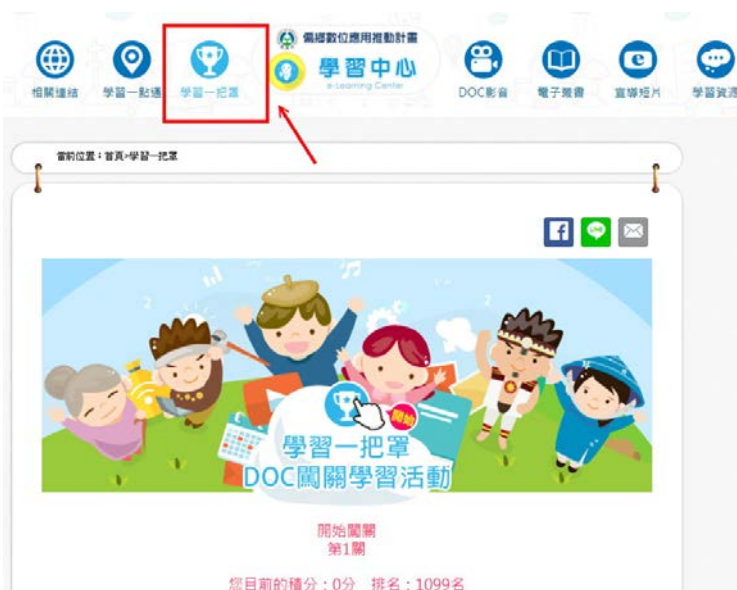 偏鄉數位應用推動計畫
學習中心
e-Learning Center
相關連結
學習一點通
學習一把罩
DOC影音
電子叢書
宣導短片
學習資源
當前位置：首頁>學習一把罩
LINE
開始
學習一把罩
DOC闖關學習活動
開始闖關
第1關
您目前的積分：0分 排名：1099名